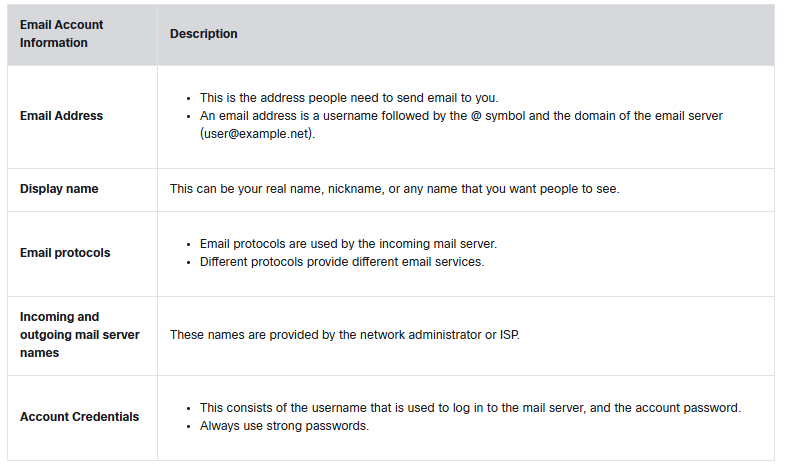 Email Account
Information
Description
Email Address
• This is the address people need to send email to you.
• An email address is a username followed by the @ symbol and the domain of the email server
(user@example.net).
Display name
This can be your real name, nickname, or any name that you want people to see.
Email protocols
• Email protocols are used by the incoming mail server.
• Different protocols provide different email services.
Incoming and
outgoing mail server
names
These names are provided by the network administrator or ISP.
Account Credentials
• This consists of the username that is used to log in to the mail server, and the account password.
• Always use strong passwords.